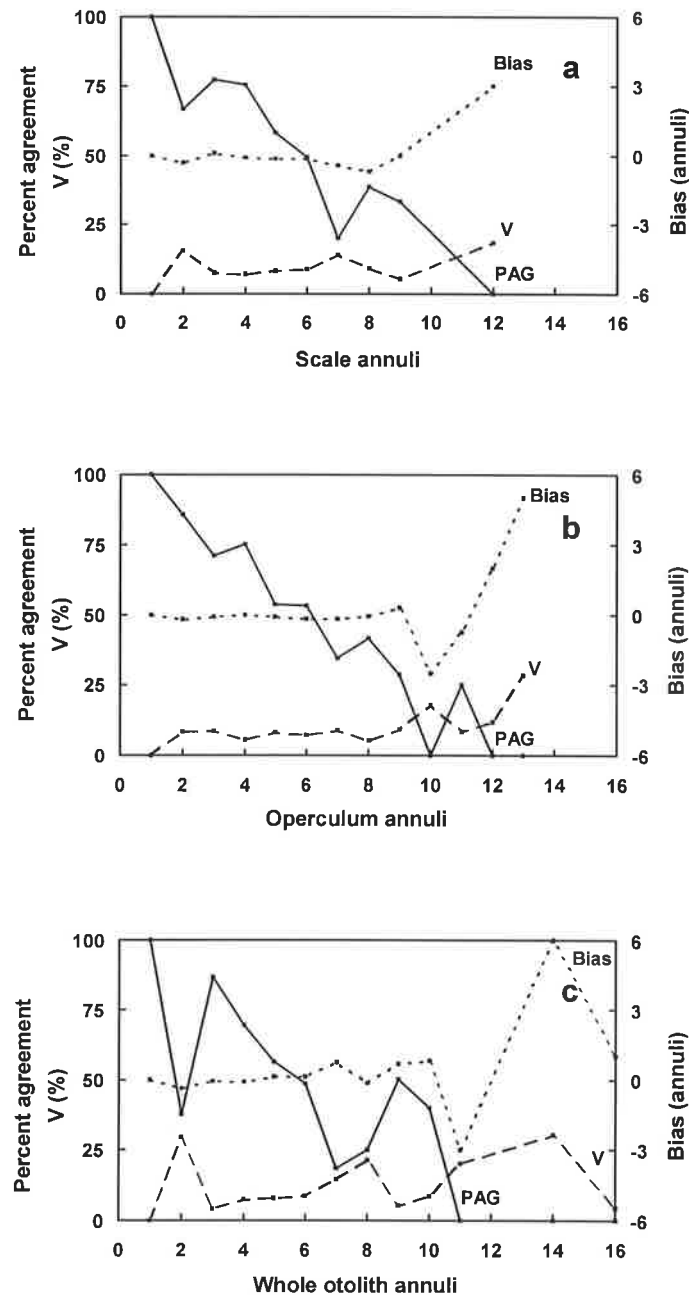 100
75
50
25
0
Percent agreement
V (%)
6
3
0
-3
-6
Bias (annuli)
Bias
a
V
PAG
0 2 4 6 8 10 12 14 16
Scale annuli
100
75
50
25
0
Percent agreement
V (%)
6
3
0
-3
-6
Bias (annuli)
Bias
b
V
PAG
0 2 4 6 8 10 12 14 16
Operculum annuli
100
75
50
25
0
Percent agreement
V (%)
6
3
0
-3
-6
Bias (annuli)
Bias
c
V
PAG
0 2 4 6 8 10 12 14 16
Whole otolith annuli